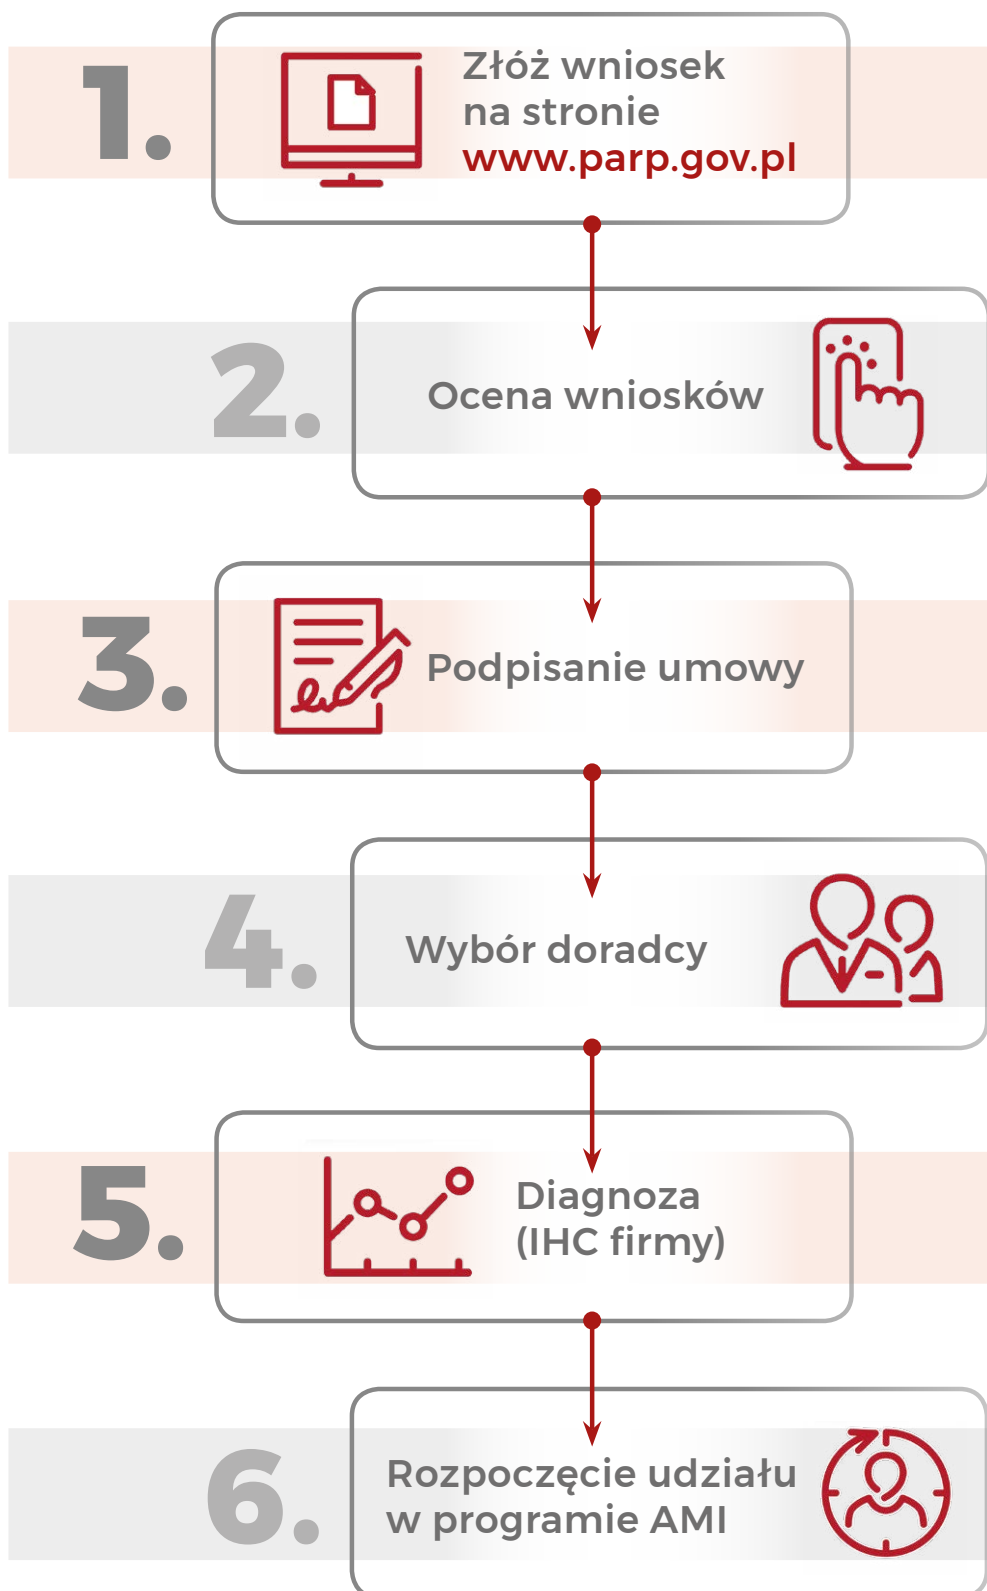 1.
Złóż wniosek
na stronie
www.parp.gov.pl
2.
Ocena wniosków
3.
Podpisanie umowy
4.
Wybór doradcy
5.
Diagnoza
(IHC firmy)
6.
Rozpoczęcie udziału
w programie AMI